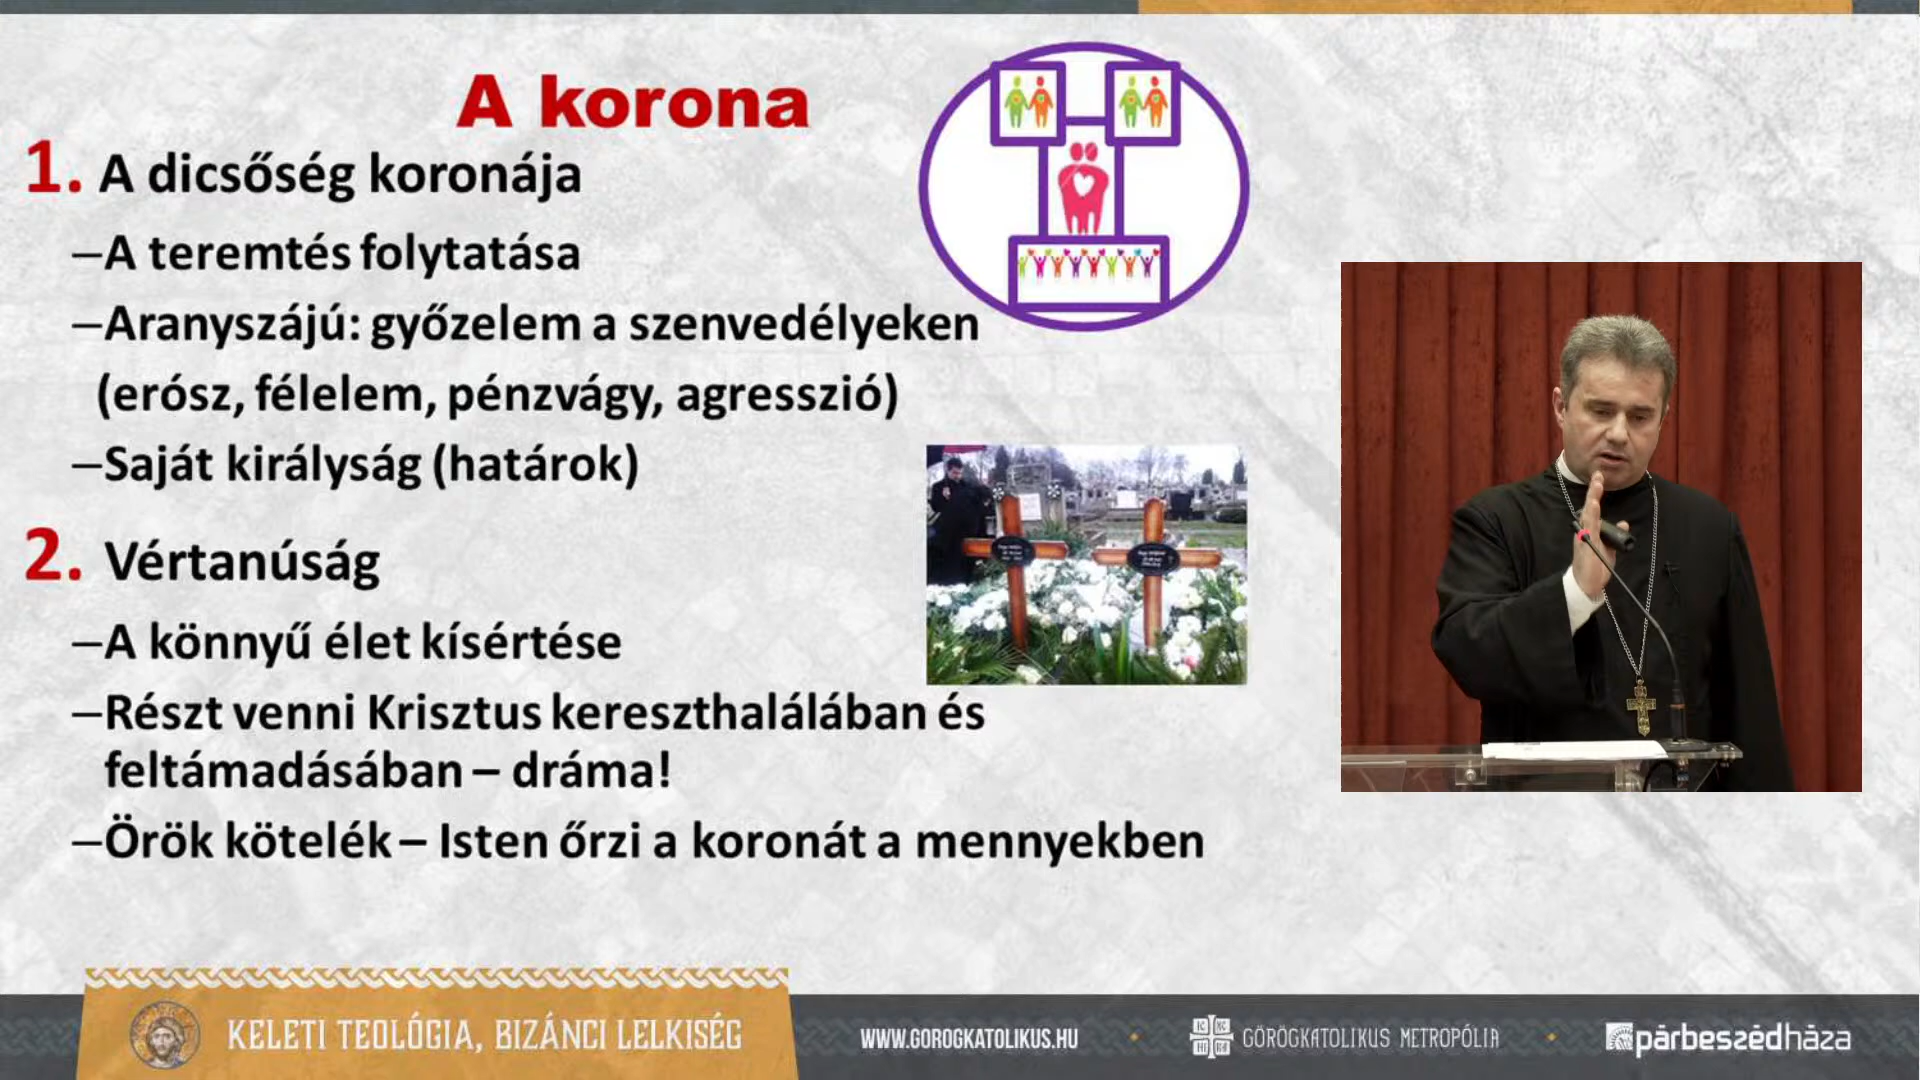 A korona
1. A dicsőség koronája
–A teremtés folytatása
–Aranyszájú: győzelem a szenvedélyeken
(erósz, félelem, pénzvágy, agresszió)
–Saját királyság (határok)
2. Vértanúság
–A könnyű élet kísértése
–Részt venni Krisztus kereszthalálában és
feltámadásában – dráma!
–Örök kötelék – Isten őrzi a koronát a mennyekben
KELETI TEOLÓGIA, BIZÁNCI LELKISÉG
WWW.GOROGKATOLIKUS.HU
GÖRÖGKATOLIKUS METROPÓLIA
párbeszédháza